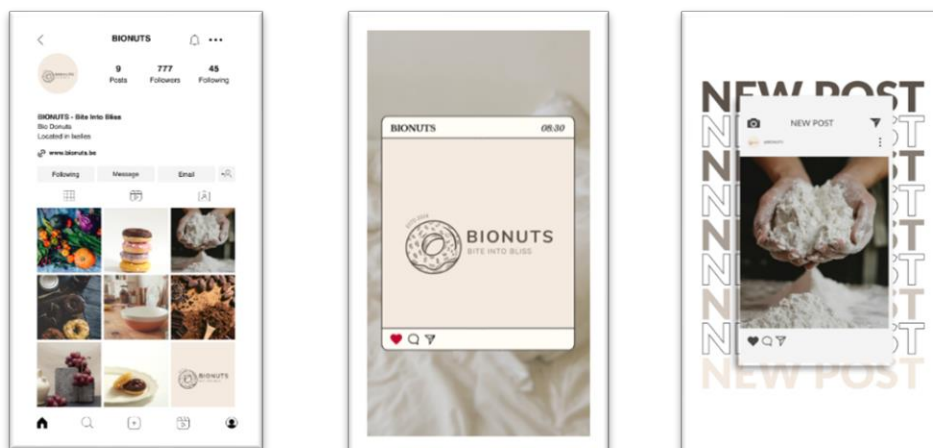 BIONUTS
9 777 45
Posts Followers Following
BIONUTS - Bite Into Bliss
Bio Donuts
Located in Ixelles
www.bionuts.be
Following Message Email
BIONUTS
BIONUTS 08:30
BIONUTS
BITE INTO BLISS
NEW POST
NEW POST
NEW POST